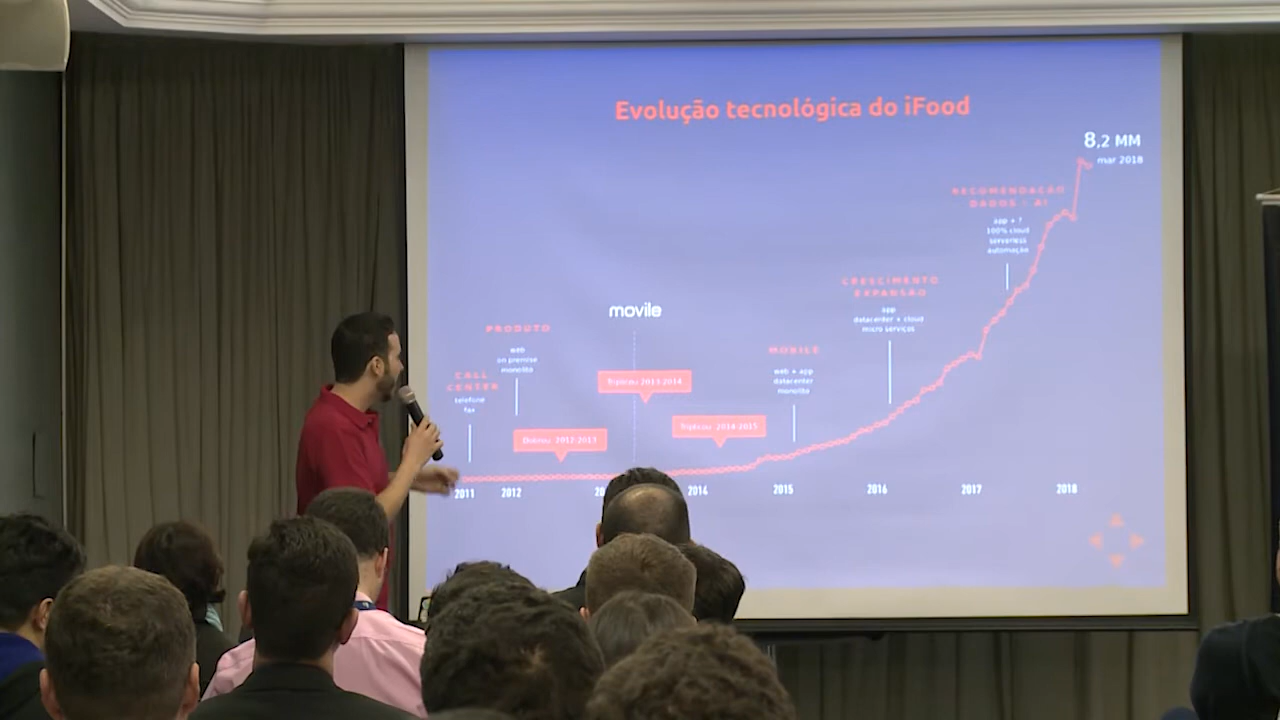 Evolução tecnológica do iFood
8,2 MM
mar 2018
RECOMENDAÇÃO
DADOS + AI
app + ?
100% cloud
serverless
automação
CRESCIMENTO
EXPANSÃO
app
datacenter + cloud
micro serviços
movile
PRODUTO
web
on premise
monolito
MOBILE
web + app
datacenter
monolito
CALL
CENTER
telefone
fax
Triplicou 2013-2014
Triplicou 2014-2015
Dobrou 2012-2013
2011
2012
2014
2015
2016
2017
2018